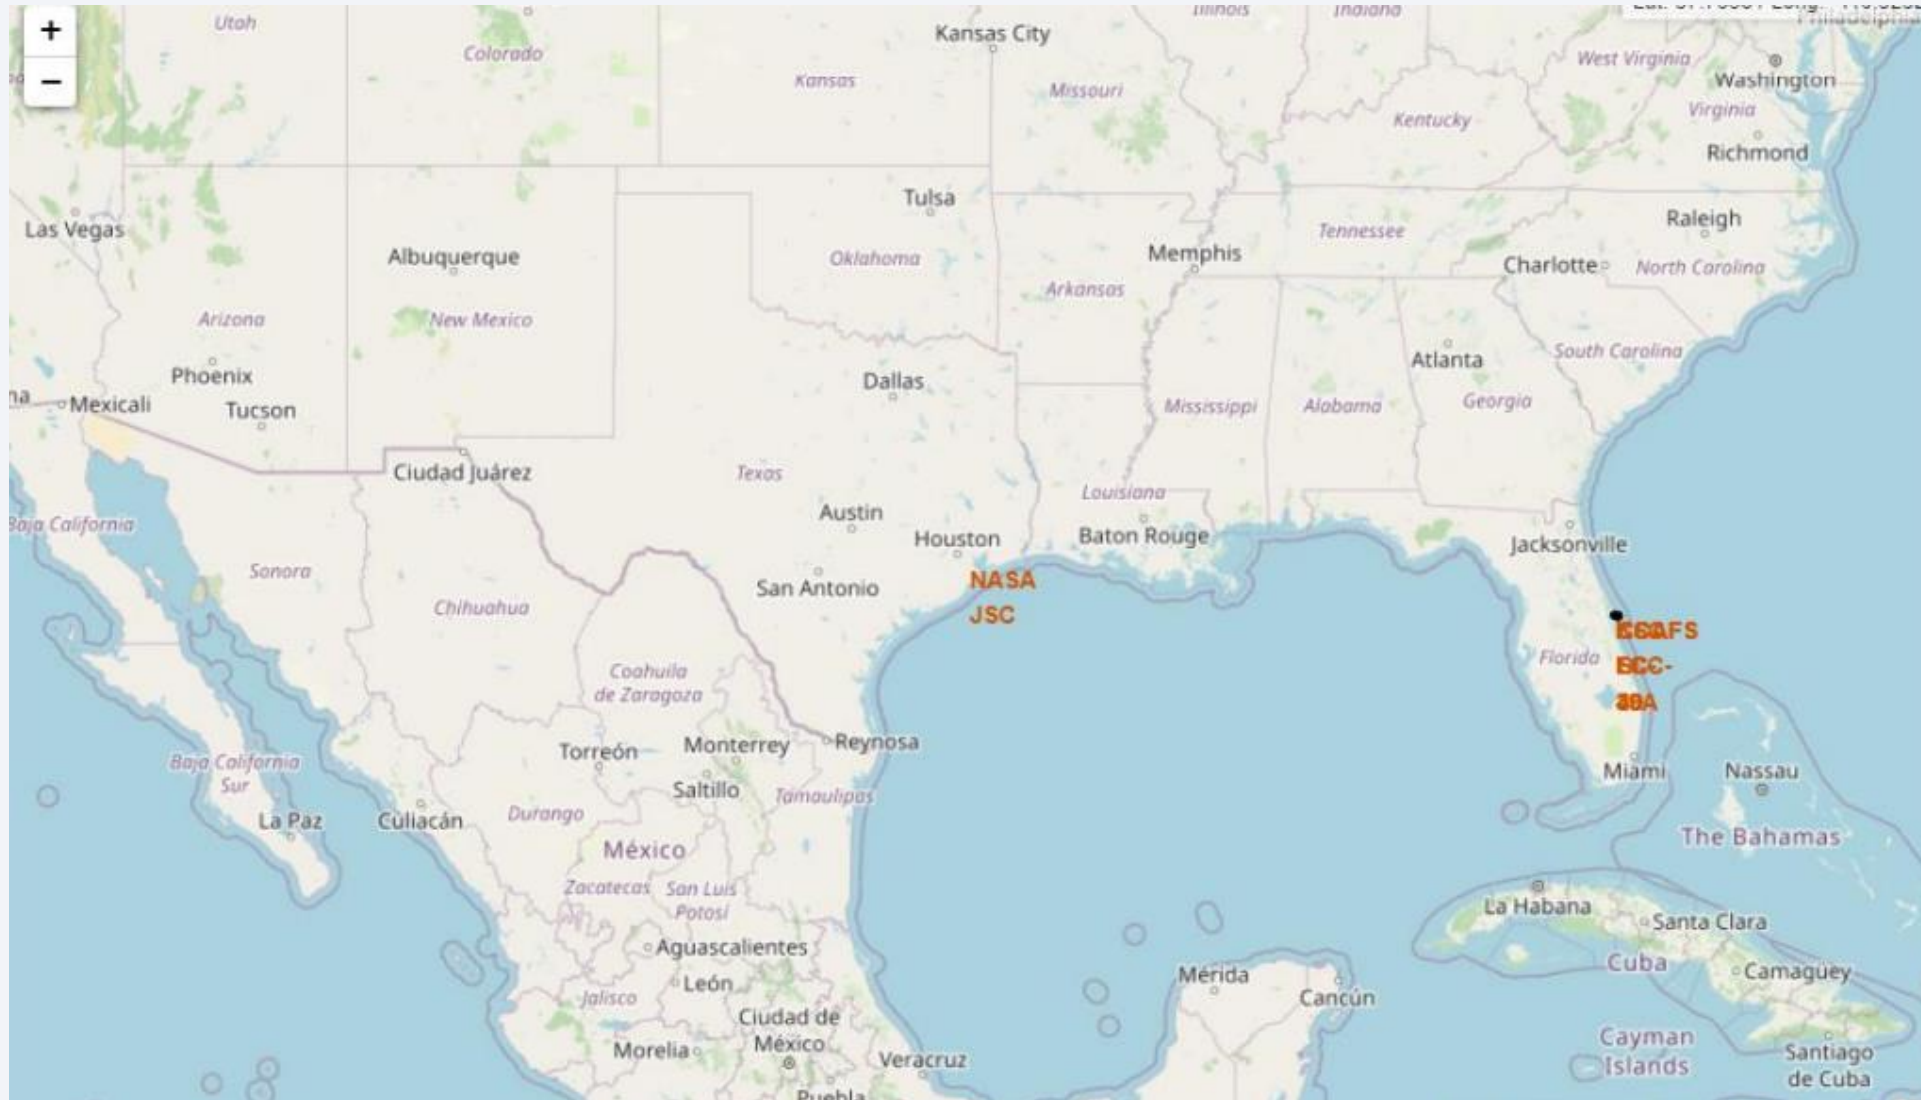 +
−
Utah
Colorado
Kansas
Kansas City
Missouri
Illinois
Indiana
Kentucky
West Virginia
Washington
Philadelphia
Virginia
Richmond
Las Vegas
Albuquerque
Tulsa
Oklahoma
Arkansas
Memphis
Tennessee
Charlotte
Raleigh
North Carolina
Arizona
New Mexico
Phoenix
Tucson
Mexicali
Dallas
Mississippi
Alabama
Atlanta
Georgia
South Carolina
Ciudad Juárez
Texas
Austin
Houston
San Antonio
Louisiana
Baton Rouge
Jacksonville
NASA
JSC
Florida
Miami
Nassau
The Bahamas
Baja California
Sonora
Chihuahua
Coahuila
de Zaragoza
Torreón
Monterrey
Reynosa
Saltillo
Tamaulipas
Baja California
Sur
La Paz
Culiacán
Durango
México
Zacatecas
San Luis
Potosí
Aguascalientes
León
Jalisco
Ciudad de
México
Morelia
Veracruz
Puebla
Mérida
Cancún
La Habana
Santa Clara
Cuba
Camagüey
Cayman
Islands
Santiago
de Cuba